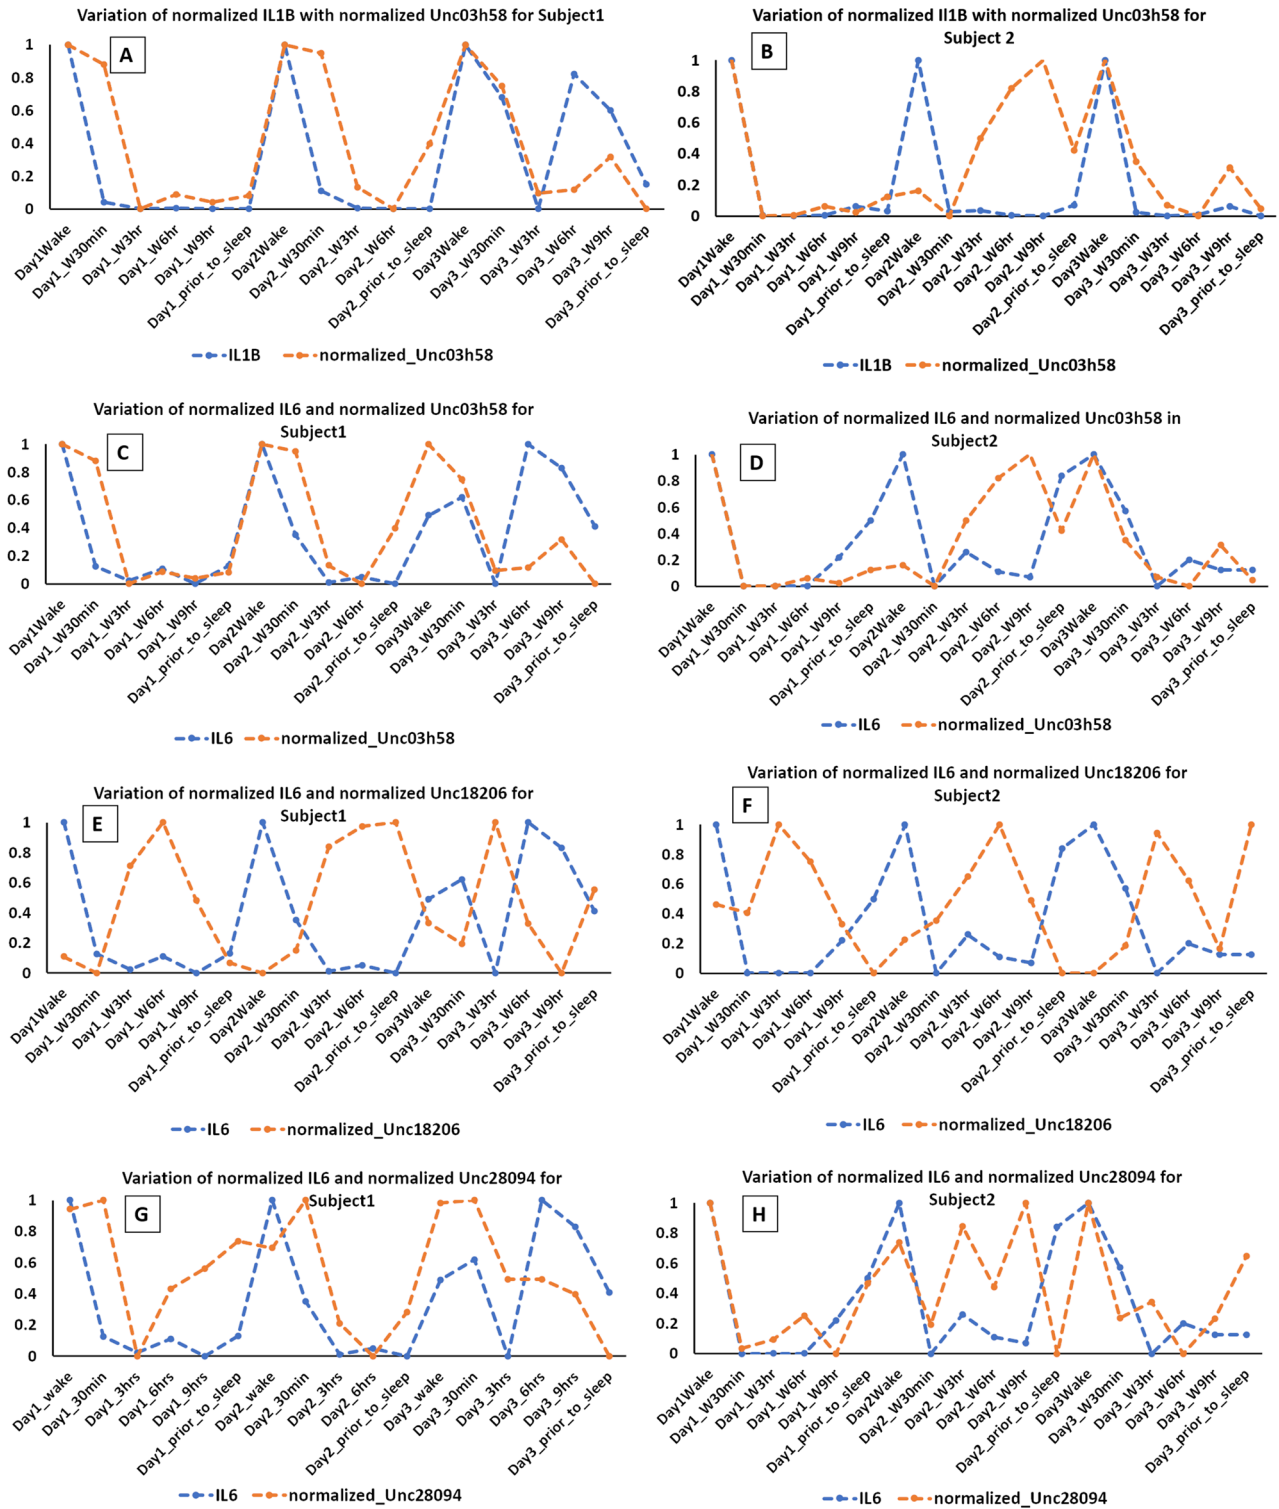 Variation of normalized IL1B with normalized Unc03h58 for Subject1
A
1
0.8
0.6
0.4
0.2
0
Day1Wake
Day1_W30min
Day1_W3hr
Day1_W6hr
Day1_W9hr
Day1_prior_to_sleep
Day2Wake
Day2_W30min
Day2_W3hr
Day2_W6hr
Day2_prior_to_sleep
Day3Wake
Day3_W30min
Day3_W3hr
Day3_W6hr
Day3_W9hr
Day3_prior_to_sleep
IL1B
normalized_Unc03h58
Variation of normalized Il1B with normalized Unc03h58 for
Subject 2
B
1
0.8
0.6
0.4
0.2
0
Day1Wake
Day1_W30min
Day1_W3hr
Day1_W6hr
Day1_W9hr
Day1_prior_to_sleep
Day2Wake
Day2_W30min
Day2_W3hr
Day2_W6hr
Day2_W9hr
Day2_prior_to_sleep
Day3Wake
Day3_W30min
Day3_W3hr
Day3_W6hr
Day3_W9hr
Day3_prior_to_sleep
IL1B
normalized_Unc03h58
Variation of normalized IL6 and normalized Unc03h58 for
Subject1
C
1
0.8
0.6
0.4
0.2
0
Day1Wake
Day1_W30min
Day1_W3hr
Day1_W6hr
Day1_W9hr
Day1_prior_to_sleep
Day2Wake
Day2_W30min
Day2_W3hr
Day2_W6hr
Day2_prior_to_sleep
Day3Wake
Day3_W30min
Day3_W3hr
Day3_W6hr
Day3_W9hr
Day3_prior_to_sleep
IL6
normalized_Unc03h58
Variation of normalized IL6 and normalized Unc03h58 in
Subject2
D
1
0.8
0.6
0.4
0.2
0
Day1Wake
Day1_W30min
Day1_W3hr
Day1_W6hr
Day1_W9hr
Day1_prior_to_sleep
Day2Wake
Day2_W30min
Day2_W3hr
Day2_W6hr
Day2_W9hr
Day2_prior_to_sleep
Day3Wake
Day3_W30min
Day3_W3hr
Day3_W6hr
Day3_W9hr
Day3_prior_to_sleep
IL6
normalized_Unc03h58
Variation of normalized IL6 and normalized Unc18206 for
Subject1
E
1
0.8
0.6
0.4
0.2
0
Day1Wake
Day1_W30min
Day1_W3hr
Day1_W6hr
Day1_W9hr
Day1_prior_to_sleep
Day2Wake
Day2_W30min
Day2_W3hr
Day2_W6hr
Day2_prior_to_sleep
Day3Wake
Day3_W30min
Day3_W3hr
Day3_W6hr
Day3_W9hr
Day3_prior_to_sleep
IL6
normalized_Unc18206
Variation of normalized IL6 and normalized Unc18206 for
Subject2
F
1
0.8
0.6
0.4
0.2
0
Day1Wake
Day1_W30min
Day1_W3hr
Day1_W6hr
Day1_W9hr
Day1_prior_to_sleep
Day2Wake
Day2_W30min
Day2_W3hr
Day2_W6hr
Day2_W9hr
Day2_prior_to_sleep
Day3Wake
Day3_W30min
Day3_W3hr
Day3_W6hr
Day3_W9hr
Day3_prior_to_sleep
IL6
normalized_Unc18206
Variation of normalized IL6 and normalized Unc28094 for
Subject1
G
1
0.8
0.6
0.4
0.2
0
Day1_wake
Day1_30min
Day1_3hrs
Day1_6hrs
Day1_9hrs
Day1_prior_to_sleep
Day2_wake
Day2_30min
Day2_3hrs
Day2_6hrs
Day2_prior_to_sleep
Day3_wake
Day3_30min
Day3_3hrs
Day3_6hrs
Day3_9hrs
Day3_prior_to_sleep
IL6
normalized_Unc28094
Variation of normalized IL6 and normalized Unc28094 for
Subject2
H
1
0.8
0.6
0.4
0.2
0
Day1Wake
Day1_W30min
Day1_W3hr
Day1_W6hr
Day1_W9hr
Day1_prior_to_sleep
Day2Wake
Day2_W30min
Day2_W3hr
Day2_W6hr
Day2_W9hr
Day2_prior_to_sleep
Day3Wake
Day3_W30min
Day3_W3hr
Day3_W6hr
Day3_W9hr
Day3_prior_to_sleep
IL6
normalized_Unc28094